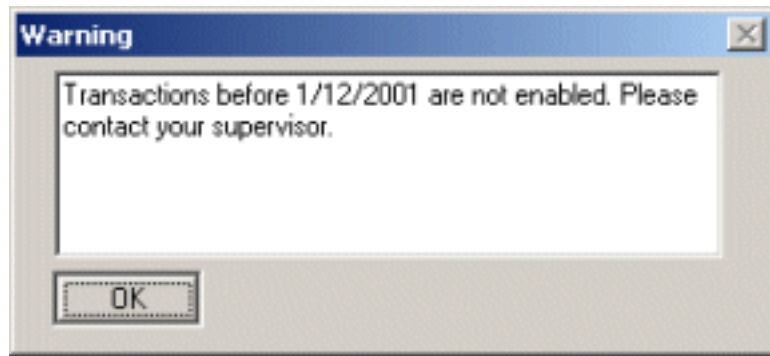 Warning
Transactions before 1/12/2001 are not enabled. Please
contact your supervisor.
OK